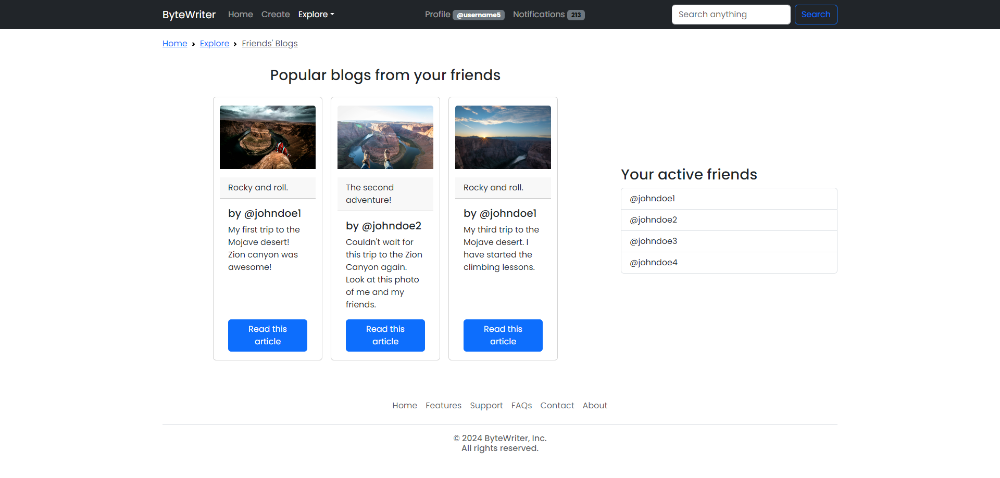 ByteWriter Home Create Explore Profile @username5 Notifications 213 Search anything Search
Home › Explore › Friends' Blogs
Popular blogs from your friends
Rocky and roll.
by @johndoe1
My first trip to the
Mojave desert!
Zion canyon was
awesome!
Read this
article
The second
adventure!
by @johndoe2
Couldn't wait for
this trip to the Zion
Canyon again.
Look at this photo
of me and my
friends.
Read this
article
Rocky and roll.
by @johndoe1
My third trip to the
Mojave desert. I
have started the
climbing lessons.
Read this
article
Your active friends
@johndoe1
@johndoe2
@johndoe3
@johndoe4
Home Features Support FAQs Contact About
© 2024 ByteWriter, Inc.
All rights reserved.